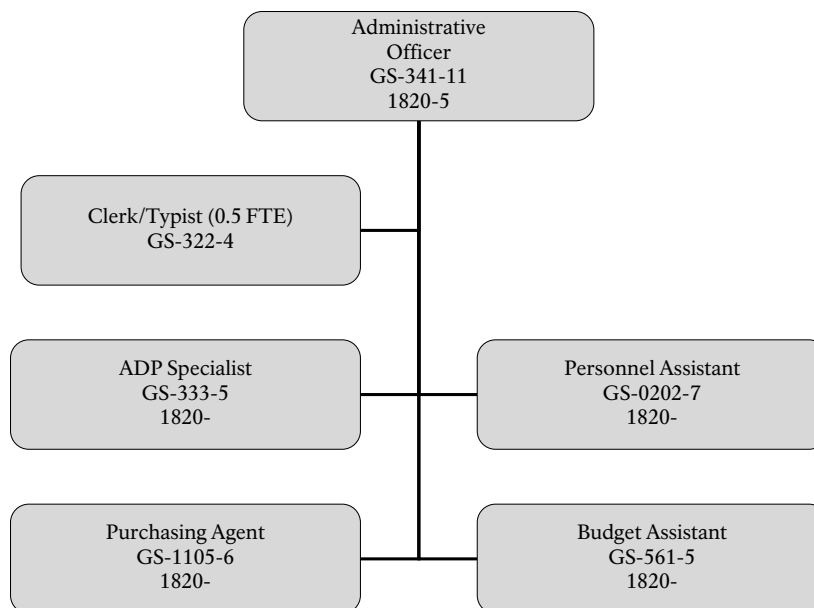 Administrative
Officer
GS-341-11
1820-5
Clerk/Typist (0.5 FTE)
GS-322-4
ADP Specialist
GS-333-5
1820-
Personnel Assistant
GS-0202-7
1820-
Purchasing Agent
GS-1105-6
1820-
Budget Assistant
GS-561-5
1820-